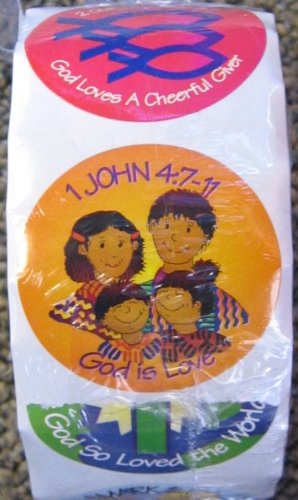 God Loves A Cheerful Giver
1 JOHN 4:7-11
God is Love
God So Loved the World